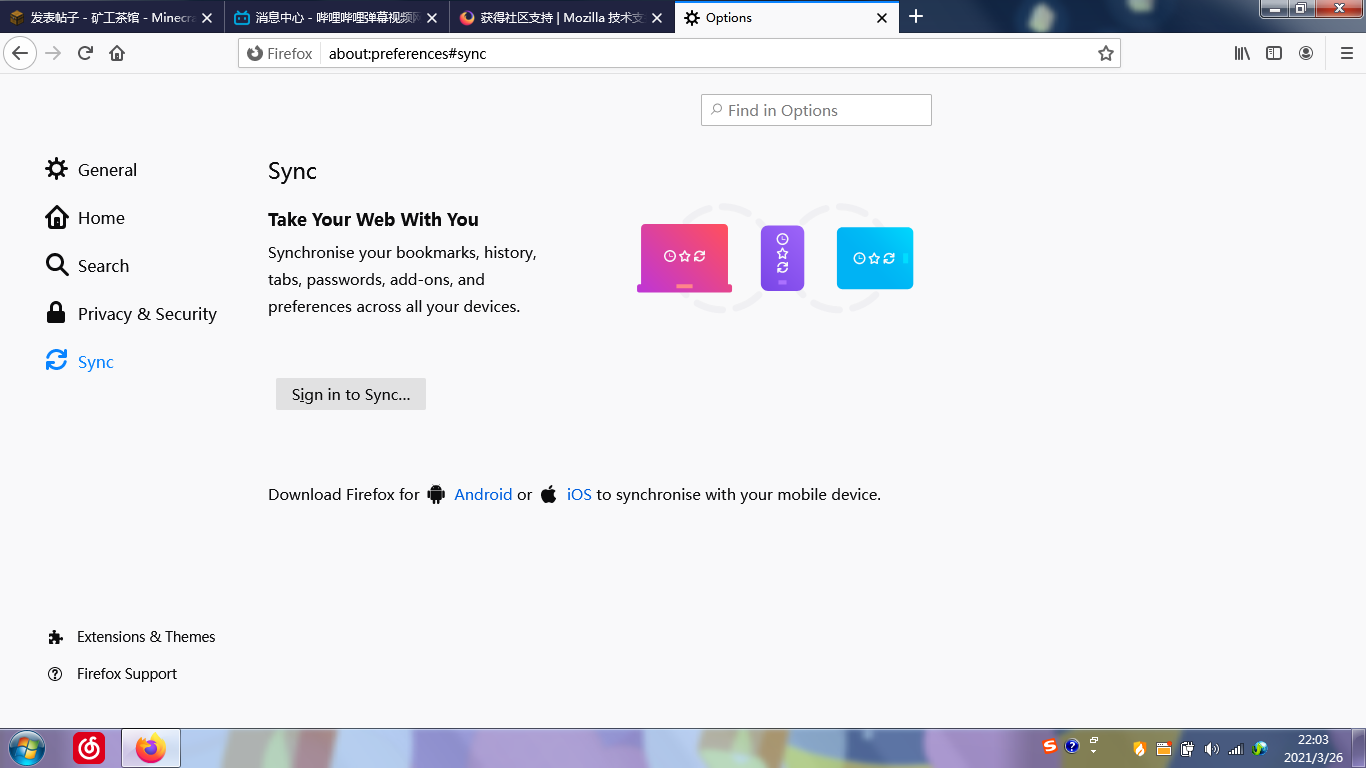 发表帖子 - 矿工茶馆 - Minecra
消息中心 - 哔哩哔哩弹幕视频网
获得社区支持 | Mozilla 技术支
Options
Firefox
about:preferences#sync
Find in Options
General
Home
Search
Privacy & Security
Sync
Sync
Take Your Web With You
Synchronise your bookmarks, history,
tabs, passwords, add-ons, and
preferences across all your devices.
Sign in to Sync...
Download Firefox for Android or iOS to synchronise with your mobile device.
Extensions & Themes
Firefox Support
22:03
2021/3/26